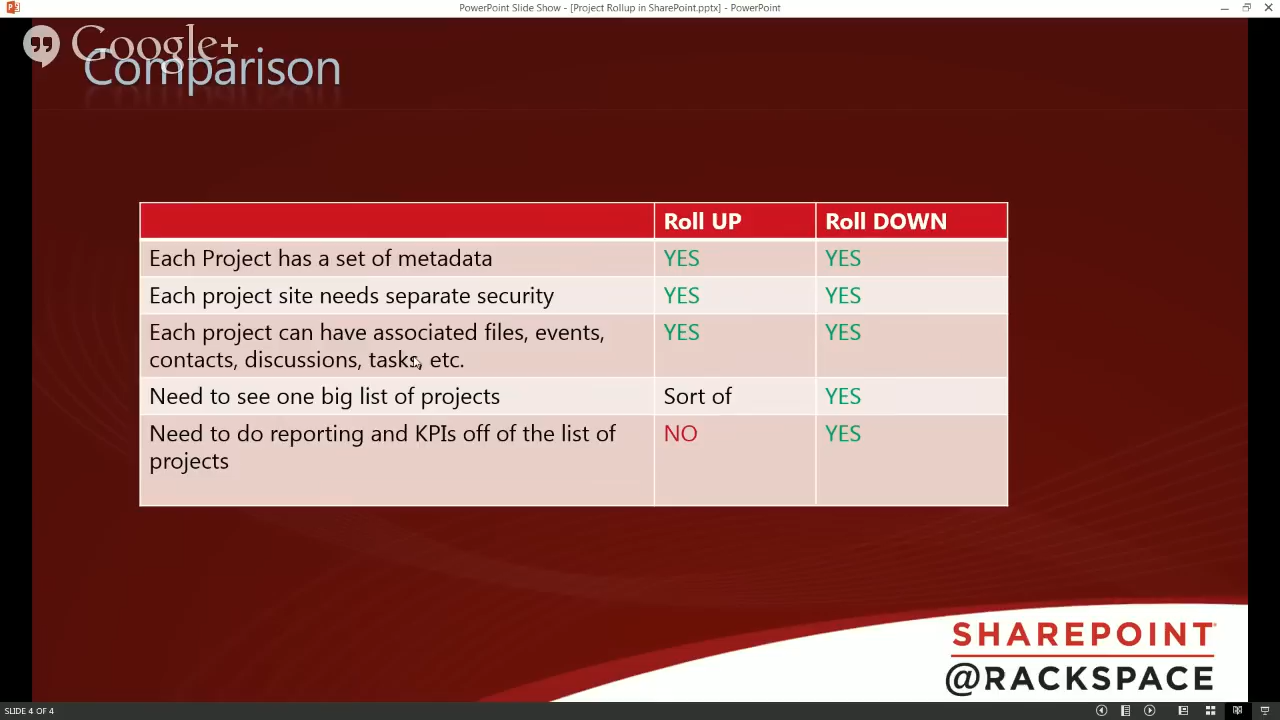 PowerPoint Slide Show - [Project Rollup in SharePoint.pptx] - PowerPoint
Google+
Comparison
Roll UP Roll DOWN
Each Project has a set of metadata YES YES
Each project site needs separate security YES YES
Each project can have associated files, events, YES YES
contacts, discussions, tasks, etc.
Need to see one big list of projects Sort of YES
Need to do reporting and KPIs off of the list of NO YES
projects
SHAREPOINT
@RACKSPACE
SLIDE 4 OF 4